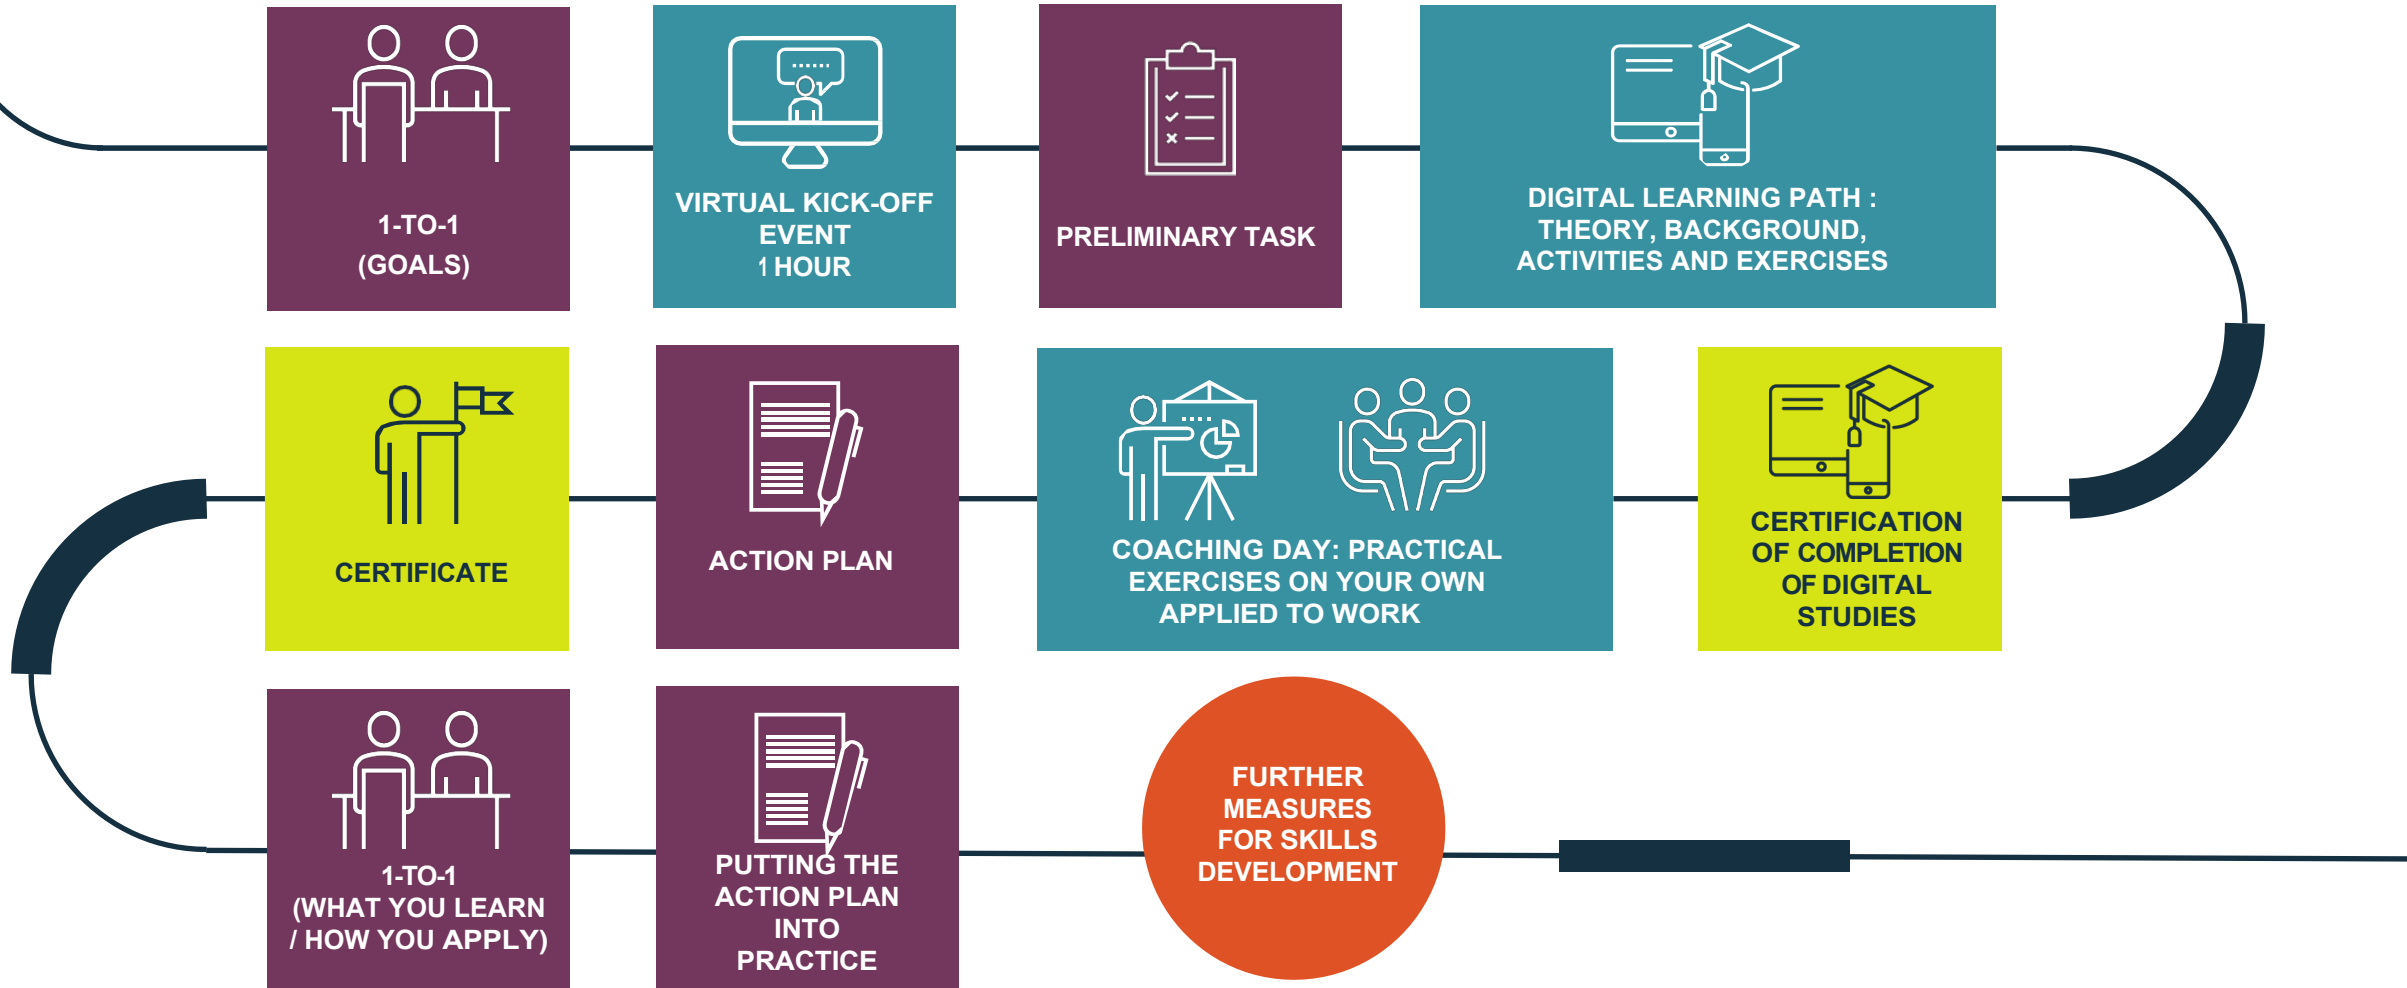 1-TO-1
(GOALS)
VIRTUAL KICK-OFF
EVENT
1 HOUR
PRELIMINARY TASK
DIGITAL LEARNING PATH :
THEORY, BACKGROUND,
ACTIVITIES AND EXERCISES
CERTIFICATE
ACTION PLAN
COACHING DAY: PRACTICAL
EXERCISES ON YOUR OWN
APPLIED TO WORK
CERTIFICATION
OF COMPLETION
OF DIGITAL
STUDIES
1-TO-1
(WHAT YOU LEARN
/ HOW YOU APPLY)
PUTTING THE
ACTION PLAN
INTO
PRACTICE
FURTHER
MEASURES
FOR SKILLS
DEVELOPMENT